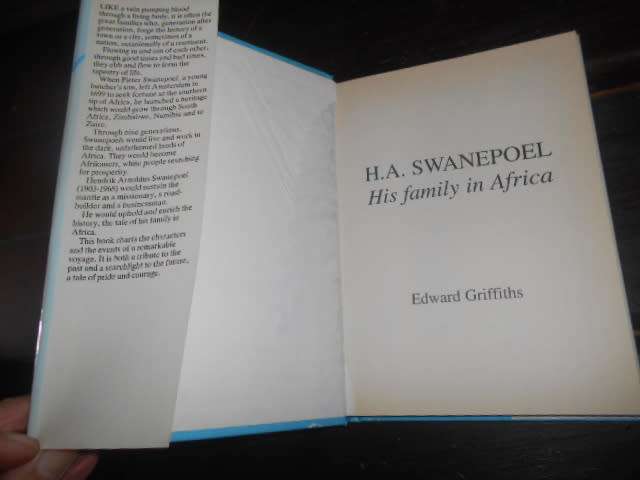 LIKE a vein pumping blood
through a living body, it is often the
great families who, generation after
generation, forge the history of a
town or a city, sometimes of a
nation, occasionally of a continent.
Flowing in and out of each other,
through good times and bad times,
they ebb and flow to form the
tapestry of life.
When Pieter Swanepoel, a young
butcher's son, left Amsterdam in
1699 to seek fortune at the southern
tip of Africa, he launched a heritage
which would grow through South
Africa, Zimbabwe, Namibia and to
Zaire.
Through nine generations,
Swanepoels would live and work in
the dark, unfathomed lands of
Africa. They would become
Afrikaners, white people searching
for prosperity.
Hendrik Arnoldus Swanepoel
(1903-1968) would sustain the
mantle as a missionary, a road-
builder and a businessman.
He would uphold and enrich the
history, the tale of his family in
Africa.
This book charts the characters
and the events of a remarkable
voyage. It is both a tribute to the
past and a searchlight to the future,
a tale of pride and courage.
H.A. SWANEPOEL
His family in Africa
Edward Griffiths